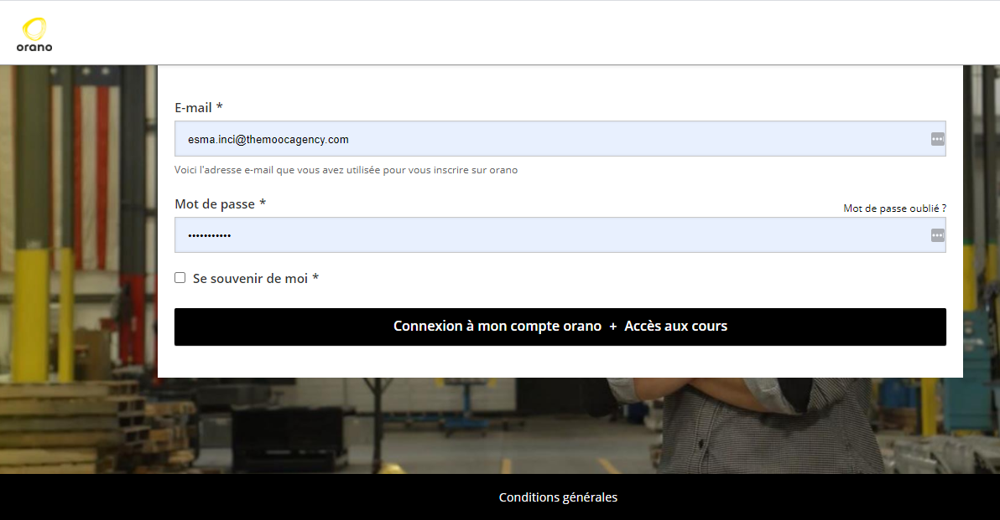 orano
E-mail *
esma.inci@themoocagency.com
Voici l'adresse e-mail que vous avez utilisée pour vous inscrire sur orano
Mot de passe *
Mot de passe oublié ?
•••••••••••
Se souvenir de moi *
Connexion à mon compte orano + Accès aux cours
Conditions générales